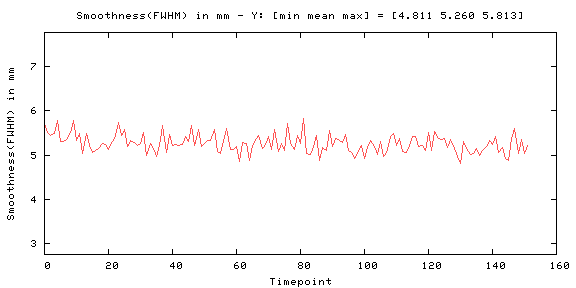 Smoothness(FWHM) in mm - Y: [min mean max] = [4.811 5.260 5.813]
Smoothness(FWHM) in mm
7
6
5
4
3
0 20 40 60 80 100 120 140 160
Timepoint